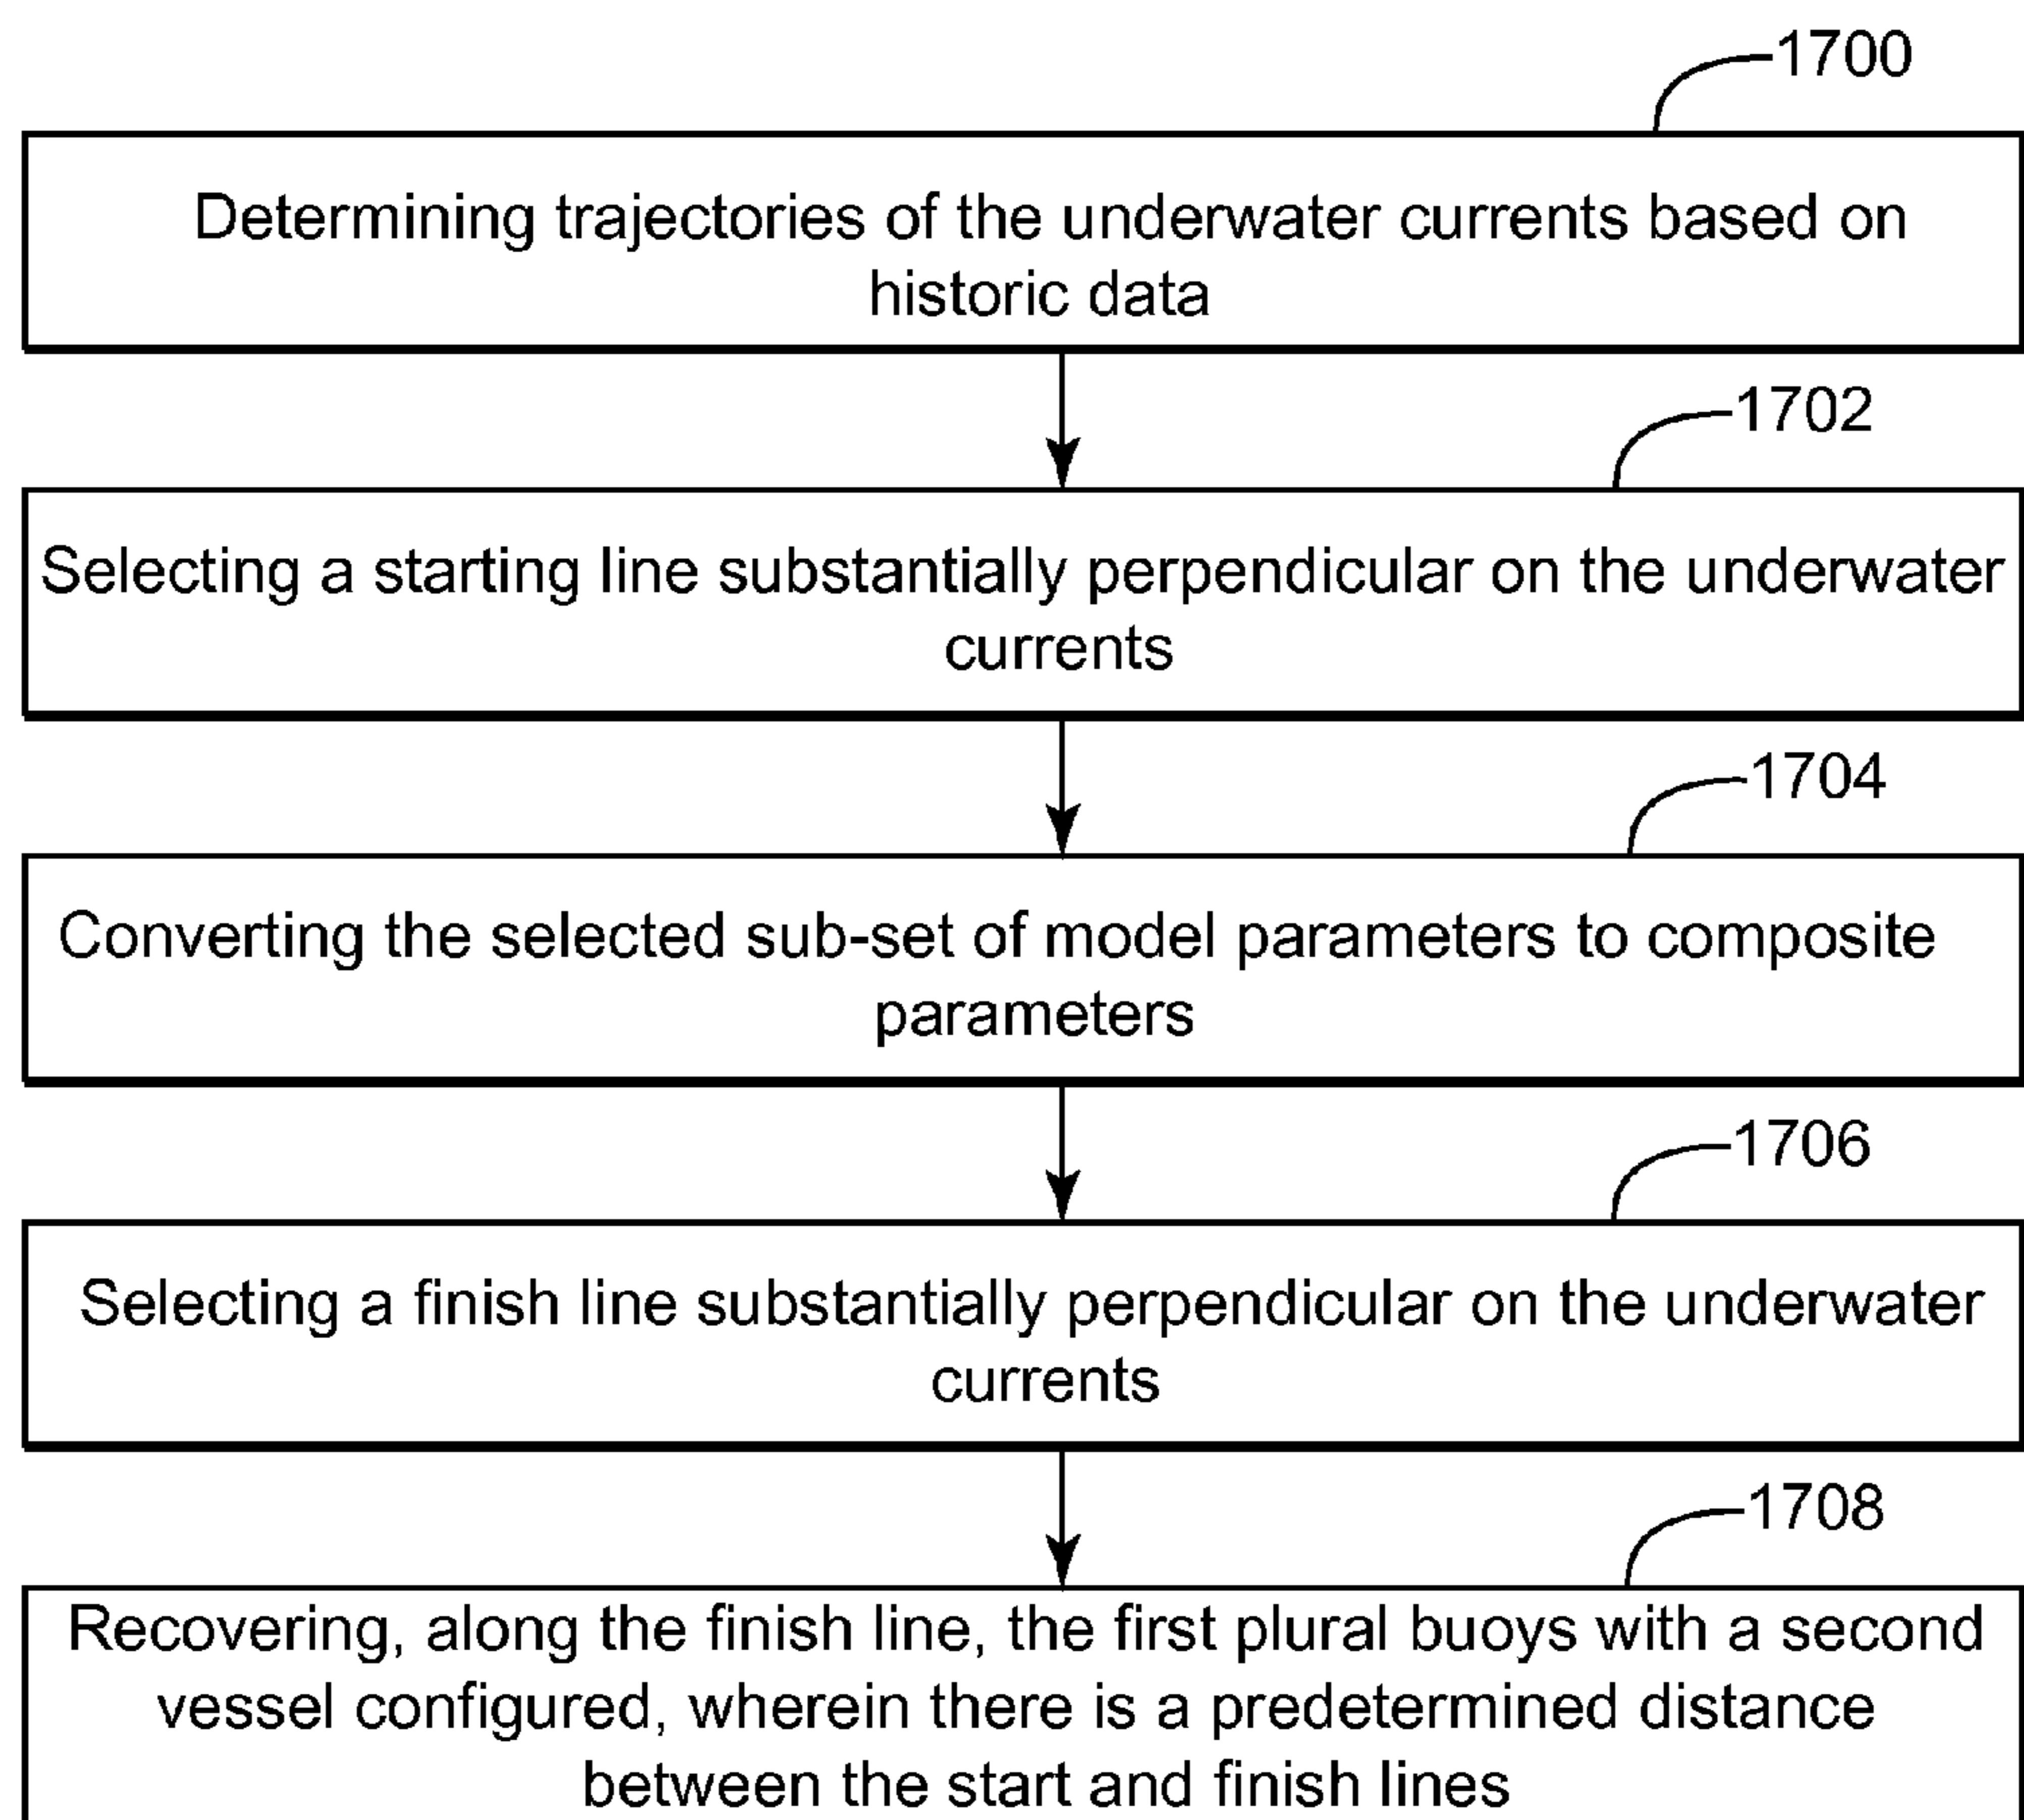 1700
Determining trajectories of the underwater currents based on
historic data
1702
Selecting a starting line substantially perpendicular on the underwater
currents
1704
Converting the selected sub-set of model parameters to composite
parameters
1706
Selecting a finish line substantially perpendicular on the underwater
currents
1708
Recovering, along the finish line, the first plural buoys with a second
vessel configured, wherein there is a predetermined distance
between the start and finish lines